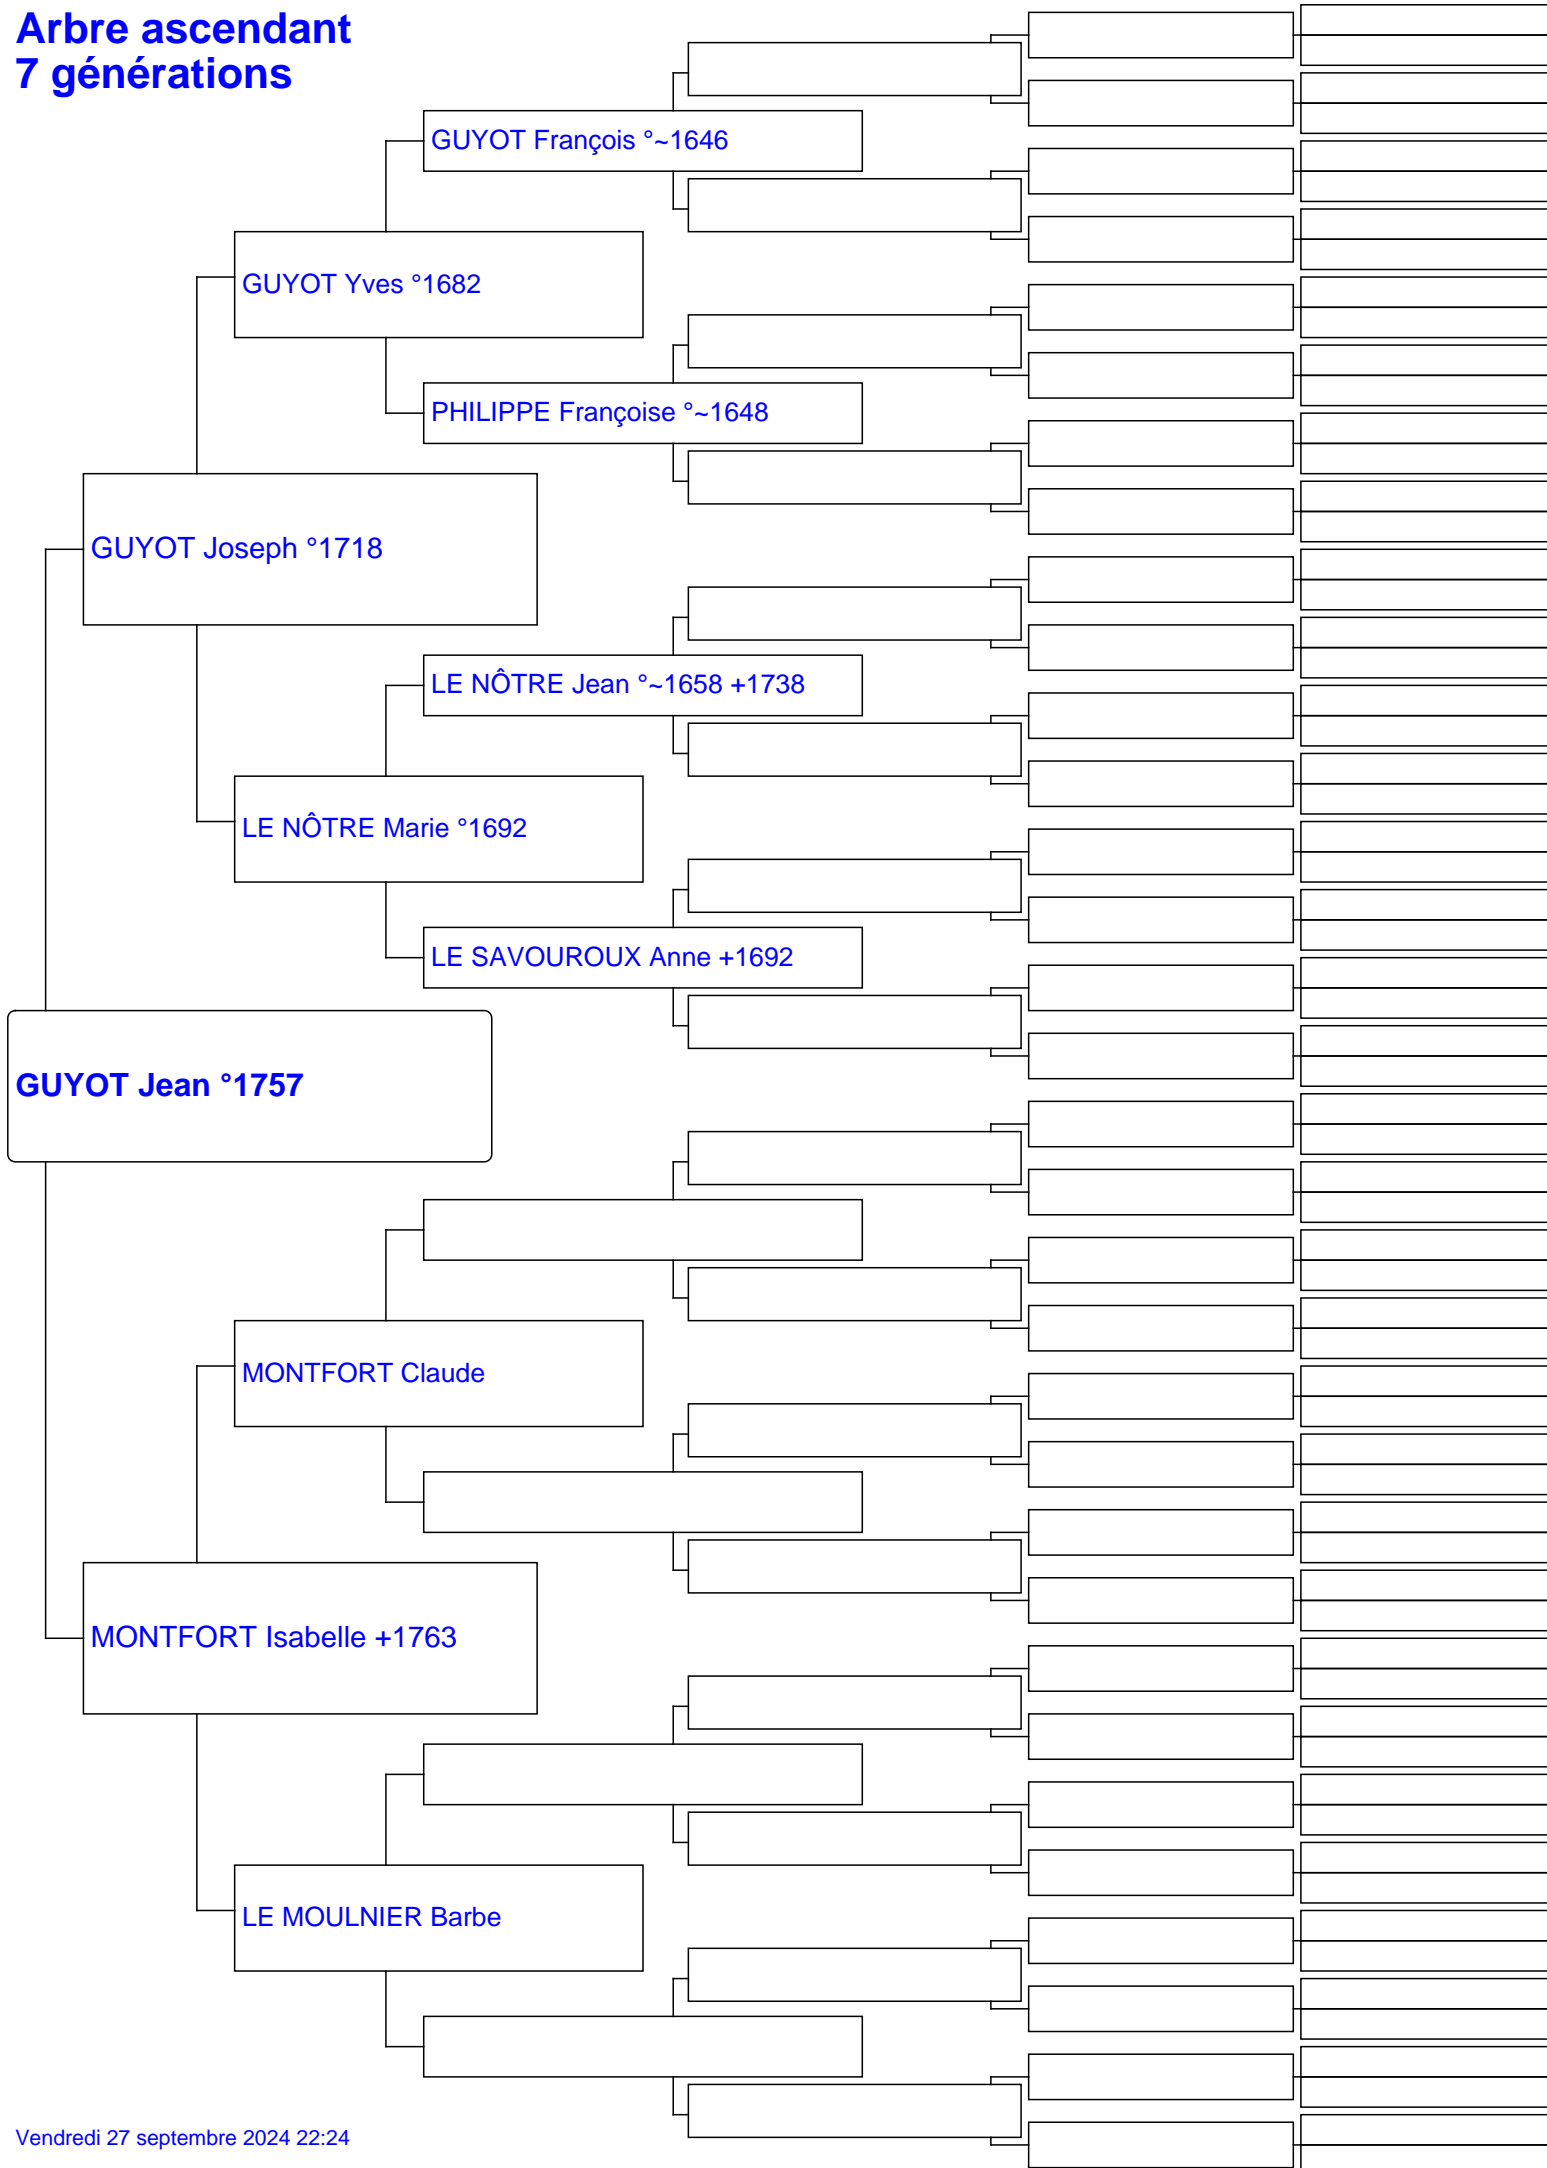 Arbre ascendant
7 générations
GUYOT François °~1646
GUYOT Yves °1682
PHILIPPE Françoise °~1648
GUYOT Joseph °1718
LE NÔTRE Jean °~1658 +1738
LE NÔTRE Marie °1692
LE SAVOUROUX Anne +1692
GUYOT Jean °1757
MONTFORT Claude
MONTFORT Isabelle +1763
LE MOULNIER Barbe
Vendredi 27 septembre 2024 22:24